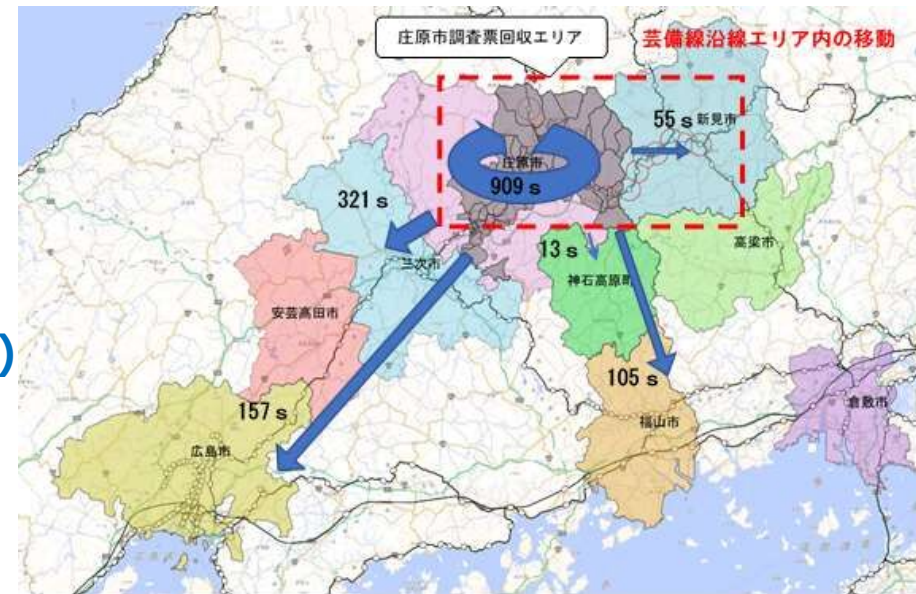 庄原市調査票回収エリア
芸備線沿線エリア内の移動
55 s
新見市
庄原市
909 s
321 s
13 s
高梁市
三次市
神石高原町
安芸高田市
)
105 s
157 s
倉敷市
福山市
広島市